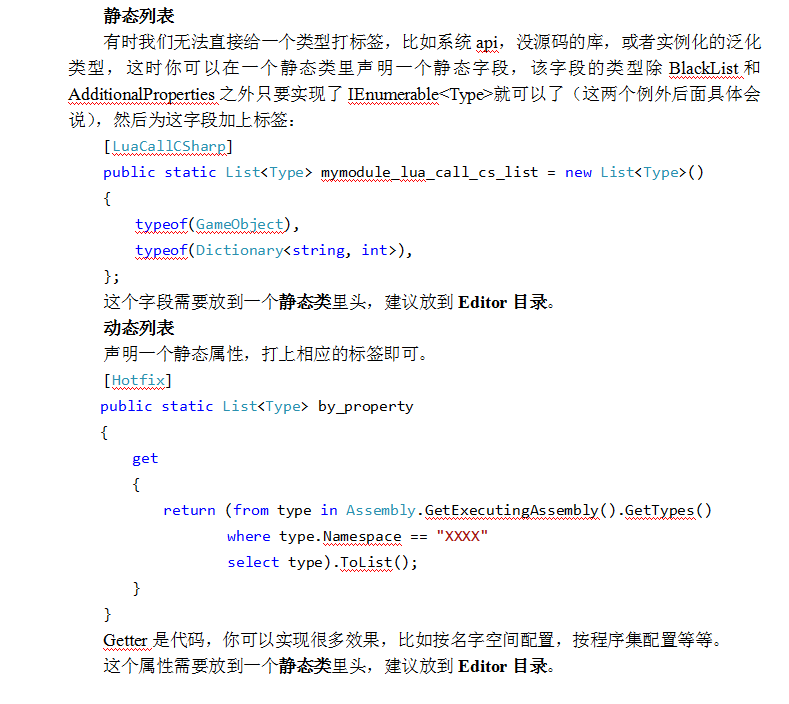 静态列表
有时我们无法直接给一个类型打标签，比如系统 api，没源码的库，或者实例化的泛化
类型，这时你可以在一个静态类里声明一个静态字段，该字段的类型除 BlackList 和
AdditionalProperties 之外只要实现了 IEnumerable<Type>就可以了（这两个例外后面具体会
说），然后为这字段加上标签：
[LuaCallCSharp]
public static List<Type> mymodule_lua_call_cs_list = new List<Type>()
{
    typeof(GameObject),
    typeof(Dictionary<string, int>),
};
这个字段需要放到一个静态类里头，建议放到 Editor 目录。
动态列表
声明一个静态属性，打上相应的标签即可。
[Hotfix]
public static List<Type> by_property
{
    get
    {
        return (from type in Assembly.GetExecutingAssembly().GetTypes()
                where type.Namespace == "XXXX"
                select type).ToList();
    }
}
Getter 是代码，你可以实现很多效果，比如按名字空间配置，按程序集配置等等。
这个属性需要放到一个静态类里头，建议放到 Editor 目录。